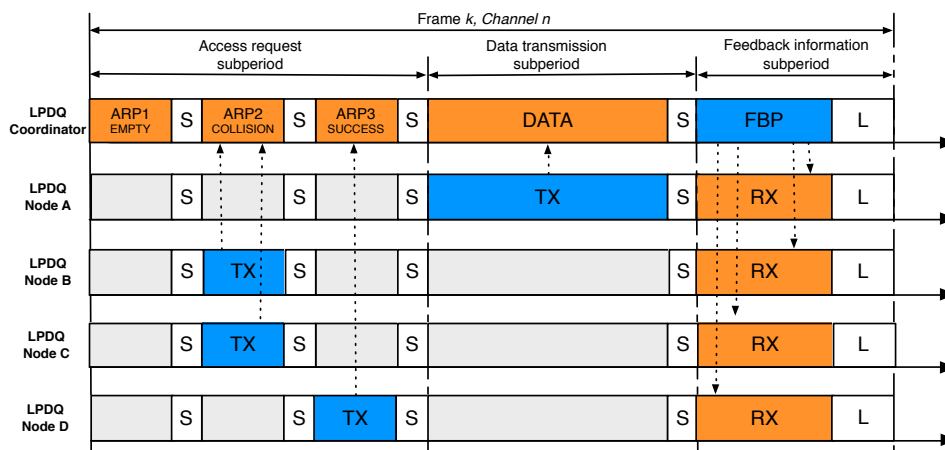 Frame k, Channel n
Access request
subperiod
Data transmission
subperiod
Feedback information
subperiod
LPDQ
Coordinator
ARP1
EMPTY
S
ARP2
COLLISION
S
ARP3
SUCCESS
S
DATA
S
FBP
L
LPDQ
Node A
S
S
S
TX
S
RX
L
LPDQ
Node B
S
TX
S
S
S
RX
L
LPDQ
Node C
S
TX
S
S
S
RX
L
LPDQ
Node D
S
S
TX
S
S
RX
L